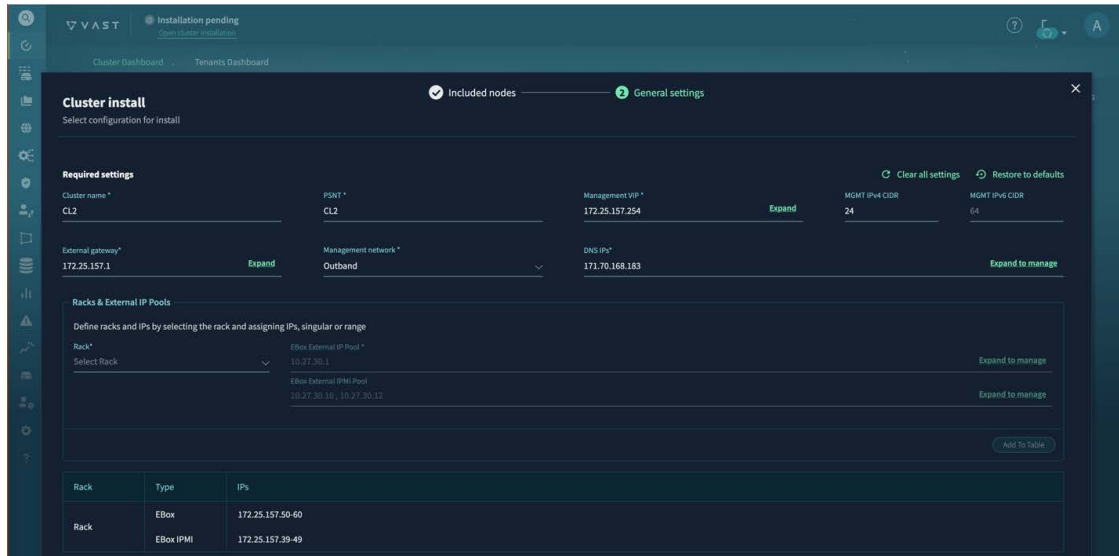 VAST
Installation pending
Open cluster installation
A
Cluster Dashboard
Tenants Dashboard
Cluster install
Select configuration for install
Included nodes
2 General settings
Required settings
Clear all settings
Restore to defaults
Cluster name *
PSNT *
Management VIP *
MGMT IPv4 CIDR
MGMT IPv6 CIDR
CL2
CL2
172.25.157.254
Expand
24
64
External gateway*
Management network *
DNS IPs*
172.25.157.1
Expand
Outband
171.70.168.183
Expand to manage
Racks & External IP Pools
Define racks and IPs by selecting the rack and assigning IPs, singular or range
Rack*
Select Rack
EBox External IP Pool *
10.27.30.1
Expand to manage
EBox External IPMI Pool
10.27.30.10 , 10.27.30.12
Expand to manage
Add To Table
Rack
Type
IPs
Rack
EBox
172.25.157.50-60
EBox IPMI
172.25.157.39-49